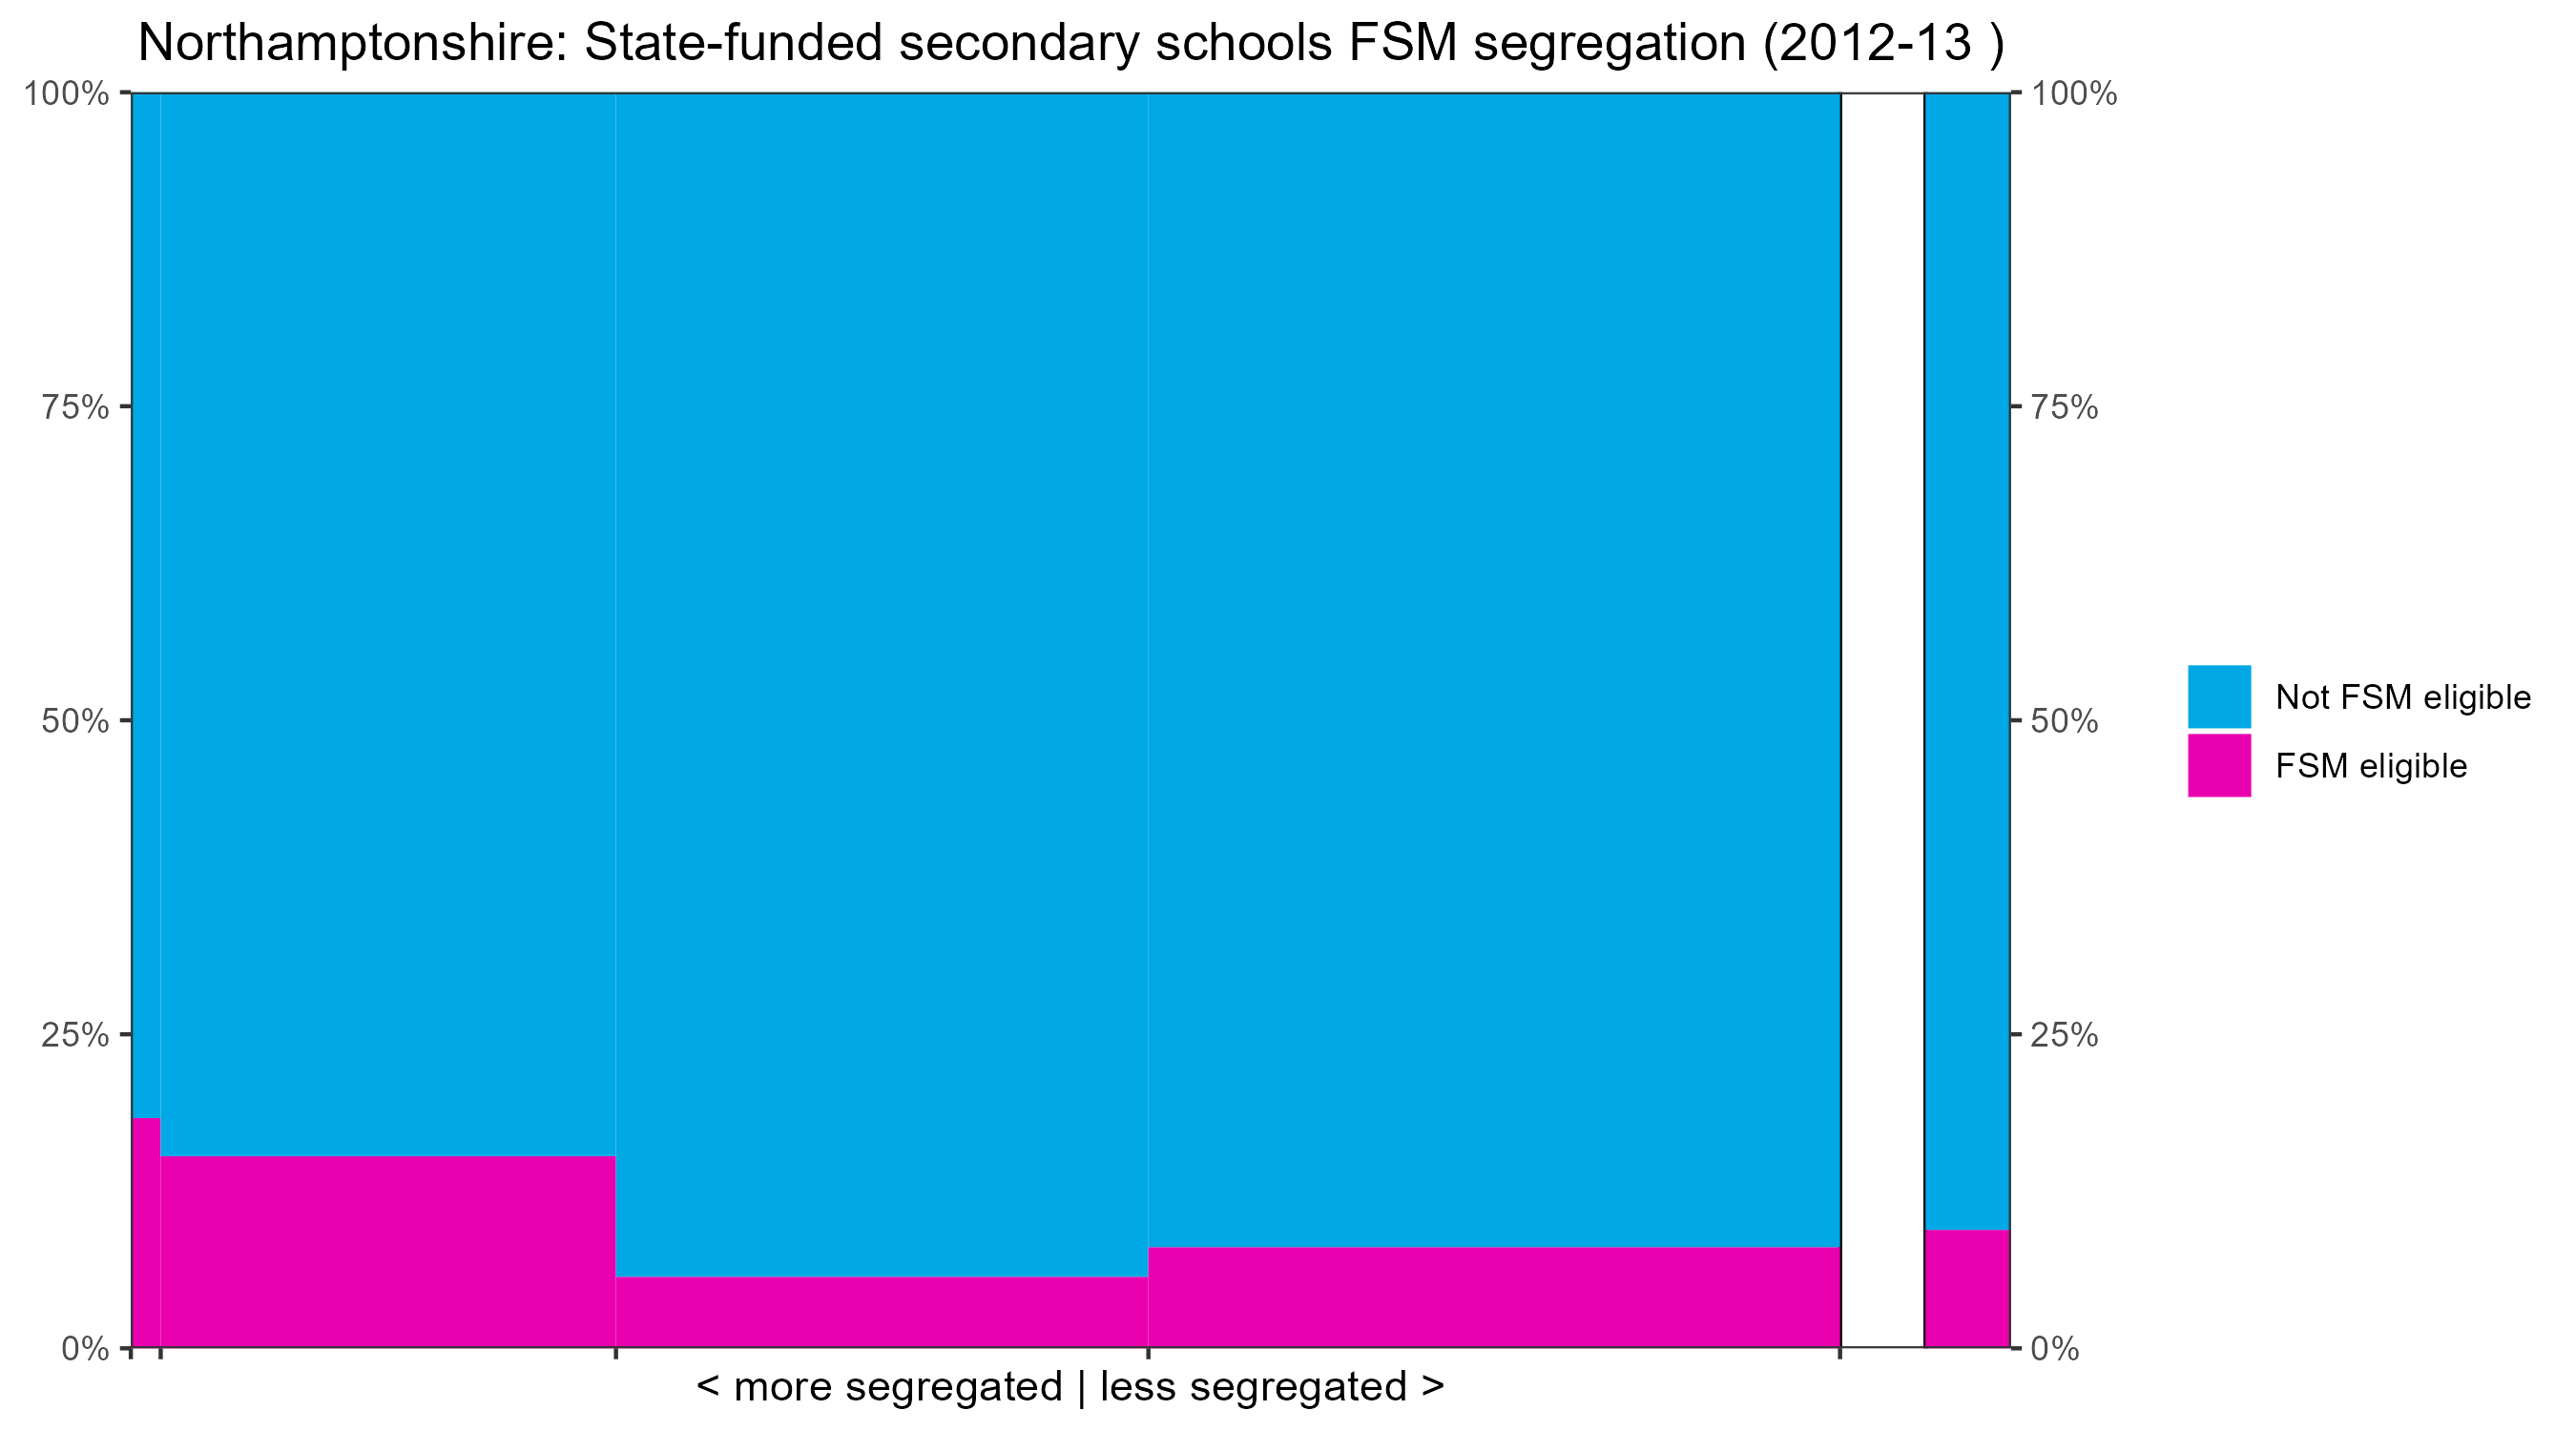 Northamptonshire: State-funded secondary schools FSM segregation (2012-13 )
100%
75%
50%
25%
0%
100%
75%
50%
25%
0%
Not FSM eligible
FSM eligible
< more segregated | less segregated >